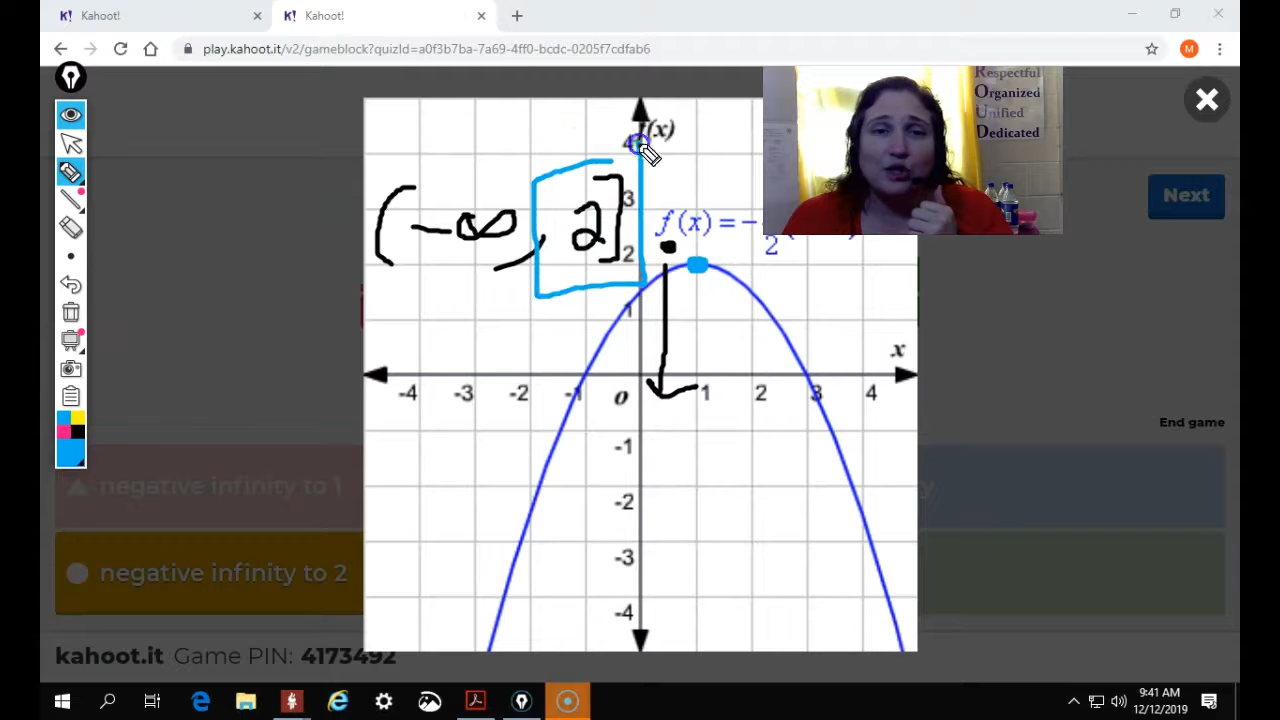 K! Kahoot!
K! Kahoot!
play.kahoot.it/v2/gameblock?quizId=a0f3b7ba-7a69-4ff0-bcdc-0205f7cdfab6
M
Respectful
Organized
Unified
Dedicated
Next
f(x)
4
3
2
1
(-∞, 2]
f(x) = -
2
x
-4 -3 -2 -1 o 1 2 3 4
-1
-2
-3
-4
End game
negative infinity to 1
negative infinity to 2
kahoot.it Game PIN: 4173492
9:41 AM
12/12/2019